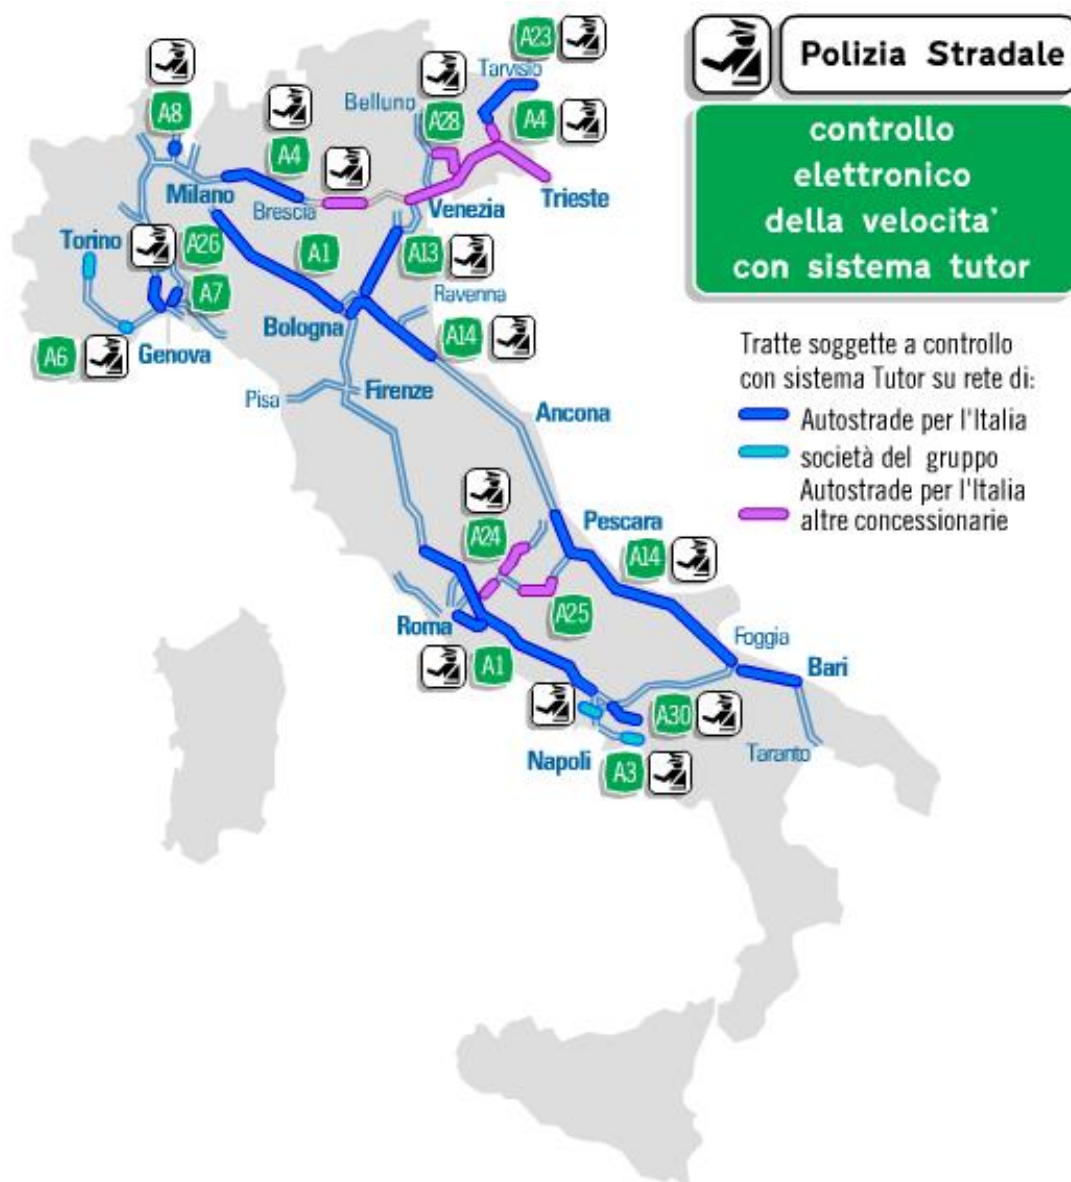 A23
Polizia Stradale
Tarvisio
Belluno
A8
A28
A4
controllo
elettronico
della velocita'
con sistema tutor
A4
Milano
Brescia
Venezia
Trieste
Torino
A26
A1
A13
A7
Ravenna
Bologna
A14
A6
Genova
Tratte soggette a controllo
con sistema Tutor su rete di:
Pisa
Firenze
Ancona
Autostrade per l'Italia
società del gruppo
Autostrade per l'Italia
altre concessionarie
Pescara
A24
A14
A25
Roma
Foggia
A1
Bari
A30
Napoli
Taranto
A3